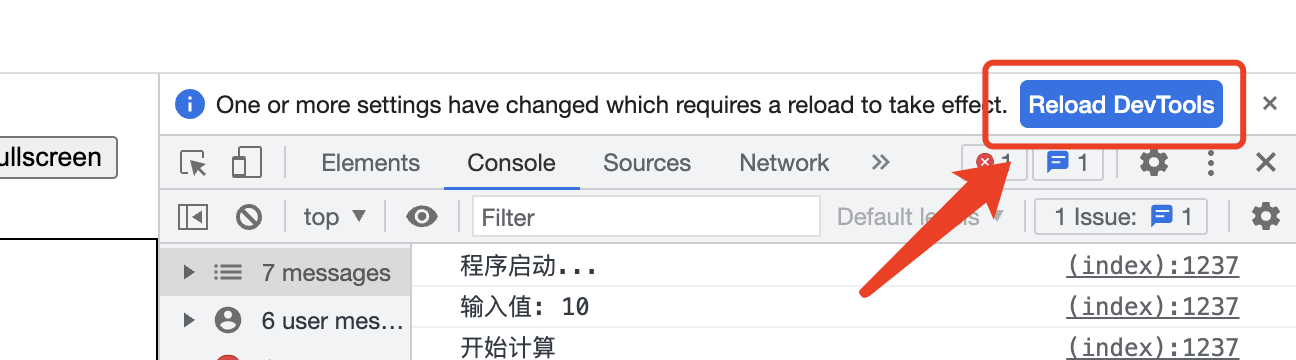 One or more settings have changed which requires a reload to take effect. Reload DevTools ×
ullscreen
Elements Console Sources Network » 1 1
top Filter Default 1 Issue: 1
7 messages
程序启动... (index):1237
输入值: 10 (index):1237
6 user mes...
开始计算 (index):1237